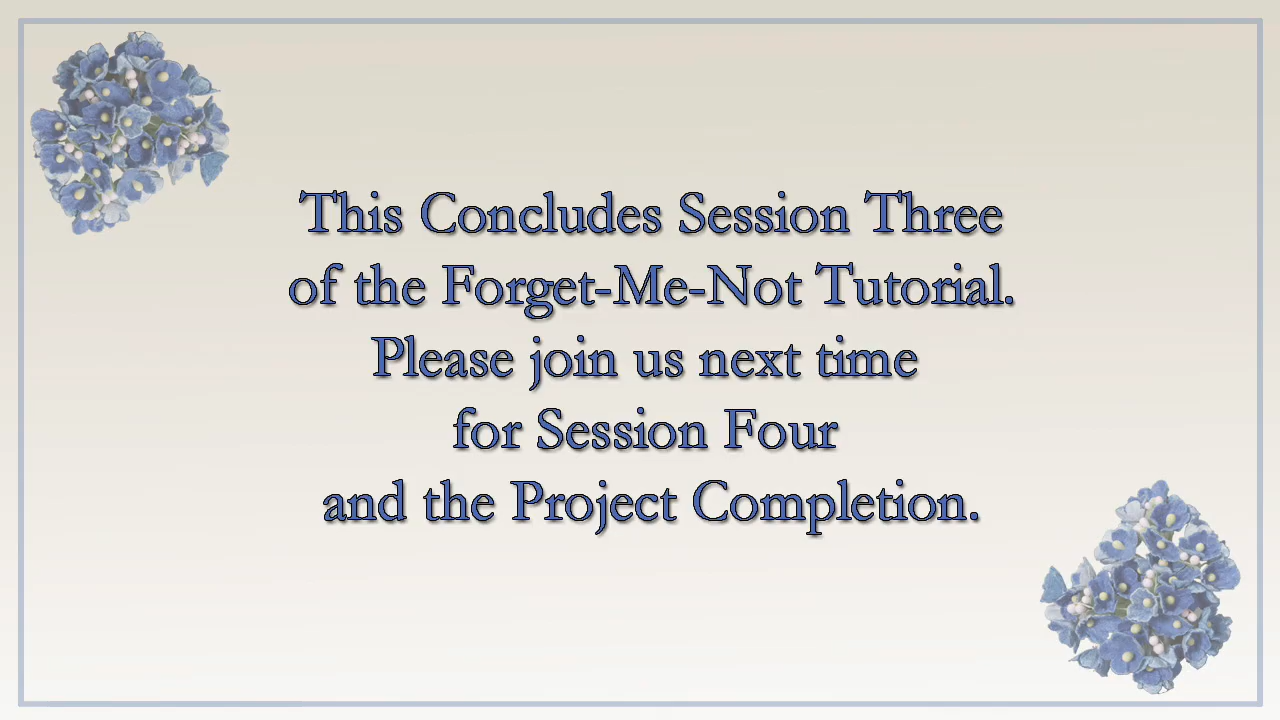 This Concludes Session Three
of the Forget-Me-Not Tutorial.
Please join us next time
for Session Four
and the Project Completion.